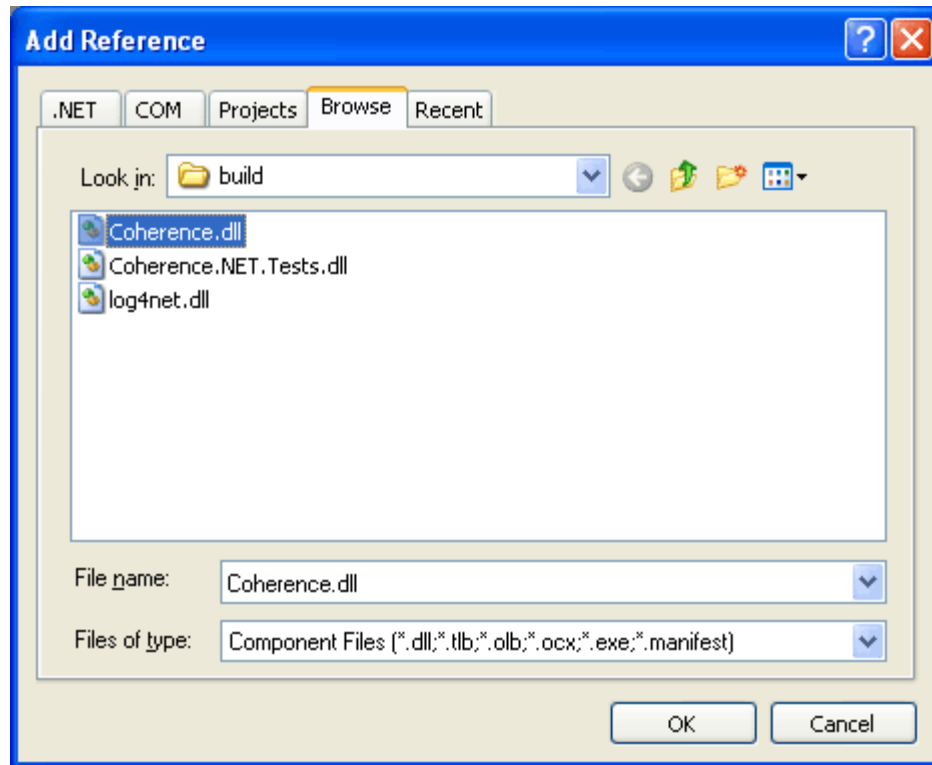 Add Reference
.NET COM Projects Browse Recent
Look in: build
Coherence.dll
Coherence.NET.Tests.dll
log4net.dll
File name: Coherence.dll
Files of type: Component Files (*.dll;*.tlb;*.olb;*.ocx;*.exe;*.manifest)
OK Cancel